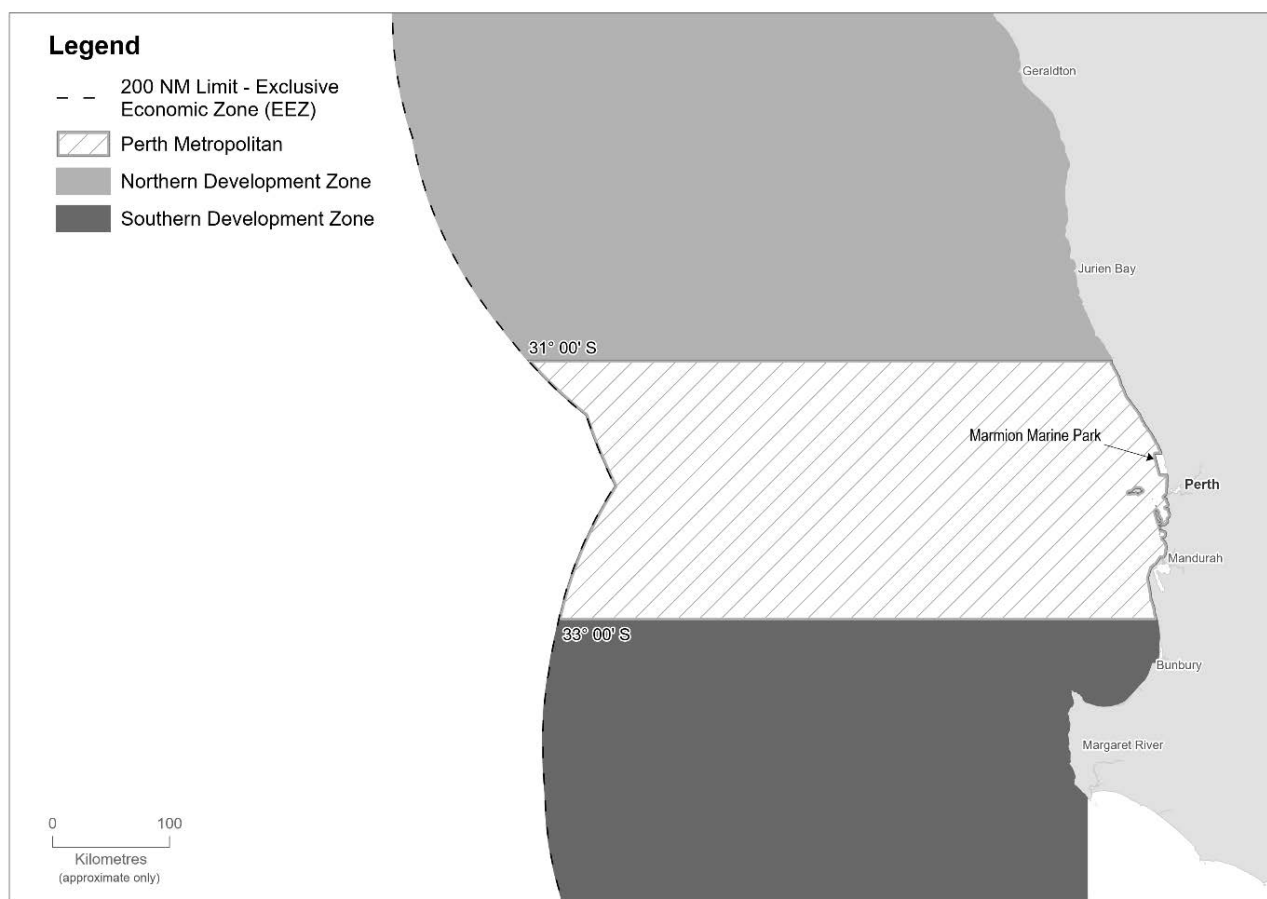 Legend
200 NM Limit - Exclusive
Economic Zone (EEZ)
Perth Metropolitan
Northern Development Zone
Southern Development Zone
Geraldton
Jurien Bay
31° 00' S
Marmion Marine Park
Perth
Mandurah
33° 00' S
Bunbury
Margaret River
0 100
Kilometres
(approximate only)